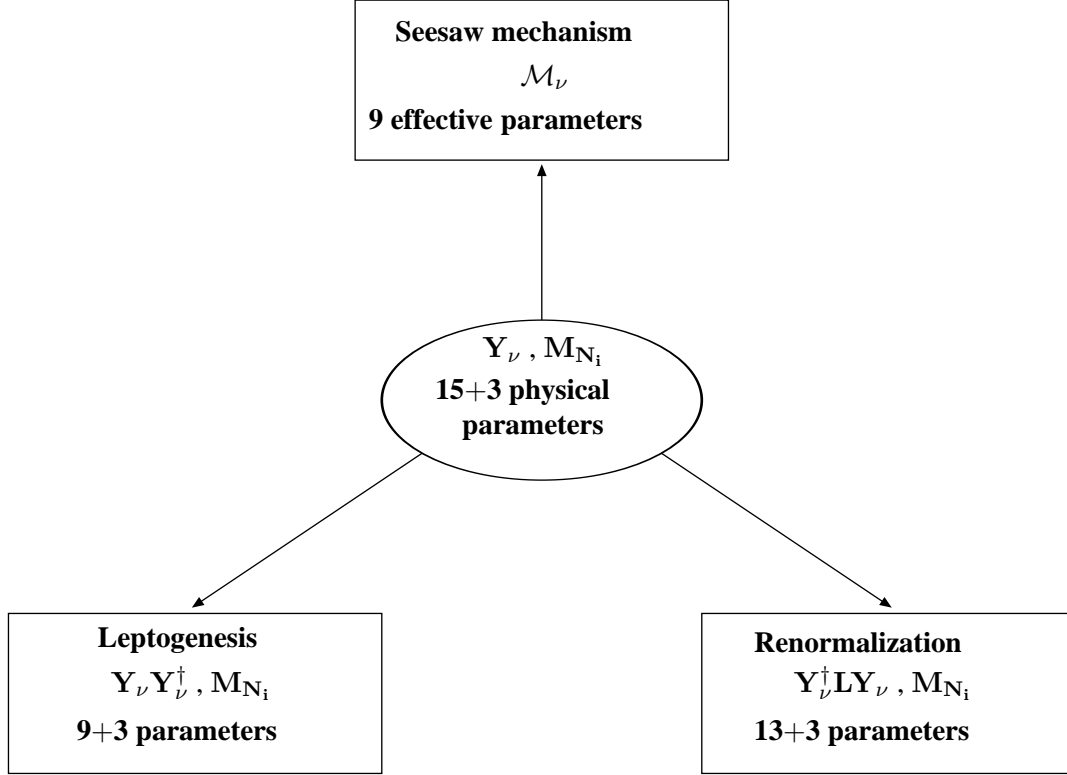 Seesaw mechanism
ℳ_ν
9 effective parameters
Y_ν , M_{N_i}
15+3 physical
parameters
Leptogenesis
Y_ν Y_ν^† , M_{N_i}
9+3 parameters
Renormalization
Y_ν^† L Y_ν , M_{N_i}
13+3 parameters